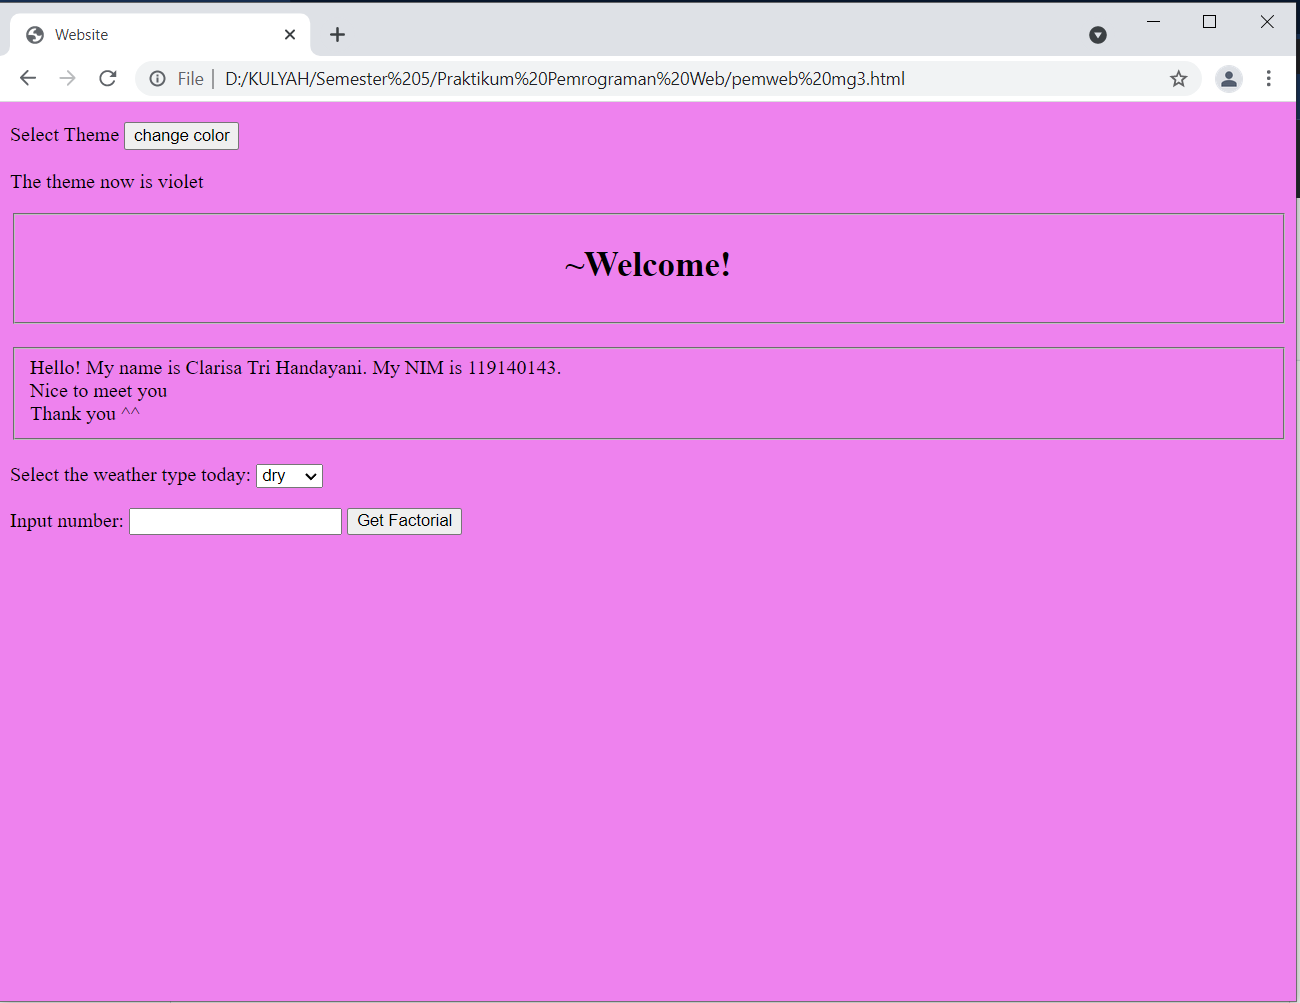 Website
File | D:/KULYAH/Semester%205/Praktikum%20Pemrograman%20Web/pemweb%20mg3.html
Select Theme change color
The theme now is violet
~Welcome!
Hello! My name is Clarisa Tri Handayani. My NIM is 119140143.
Nice to meet you
Thank you ^^
Select the weather type today: dry
Input number: Get Factorial